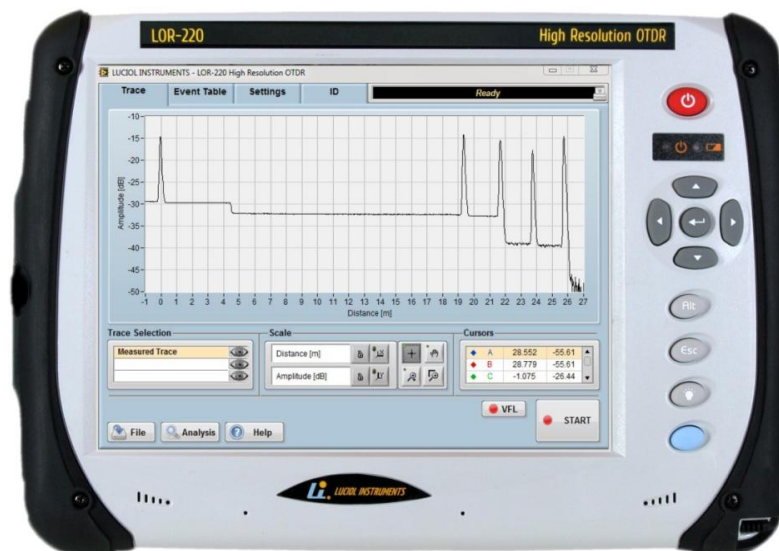 LOR-220 High Resolution OTDR
LUCIOL INSTRUMENTS - LOR-220 High Resolution OTDR
Trace Event Table Settings ID Ready
-10-
-15-
-20-
-25-
-30-
-35-
-40-
-45-
-50-
Amplitude [dB]
-1 0 1 2 3 4 5 6 7 8 9 10 11 12 13 14 15 16 17 18 19 20 21 22 23 24 25 26 27
Distance [m]
Trace Selection
Measured Trace
Scale
Distance [m]
Amplitude [dB]
Cursors
A 28.552 -55.61
B 28.779 -55.61
C -1.075 -26.44
VFL
START
File Analysis Help
Alt
Esc
Li. LUCIOL INSTRUMENTS